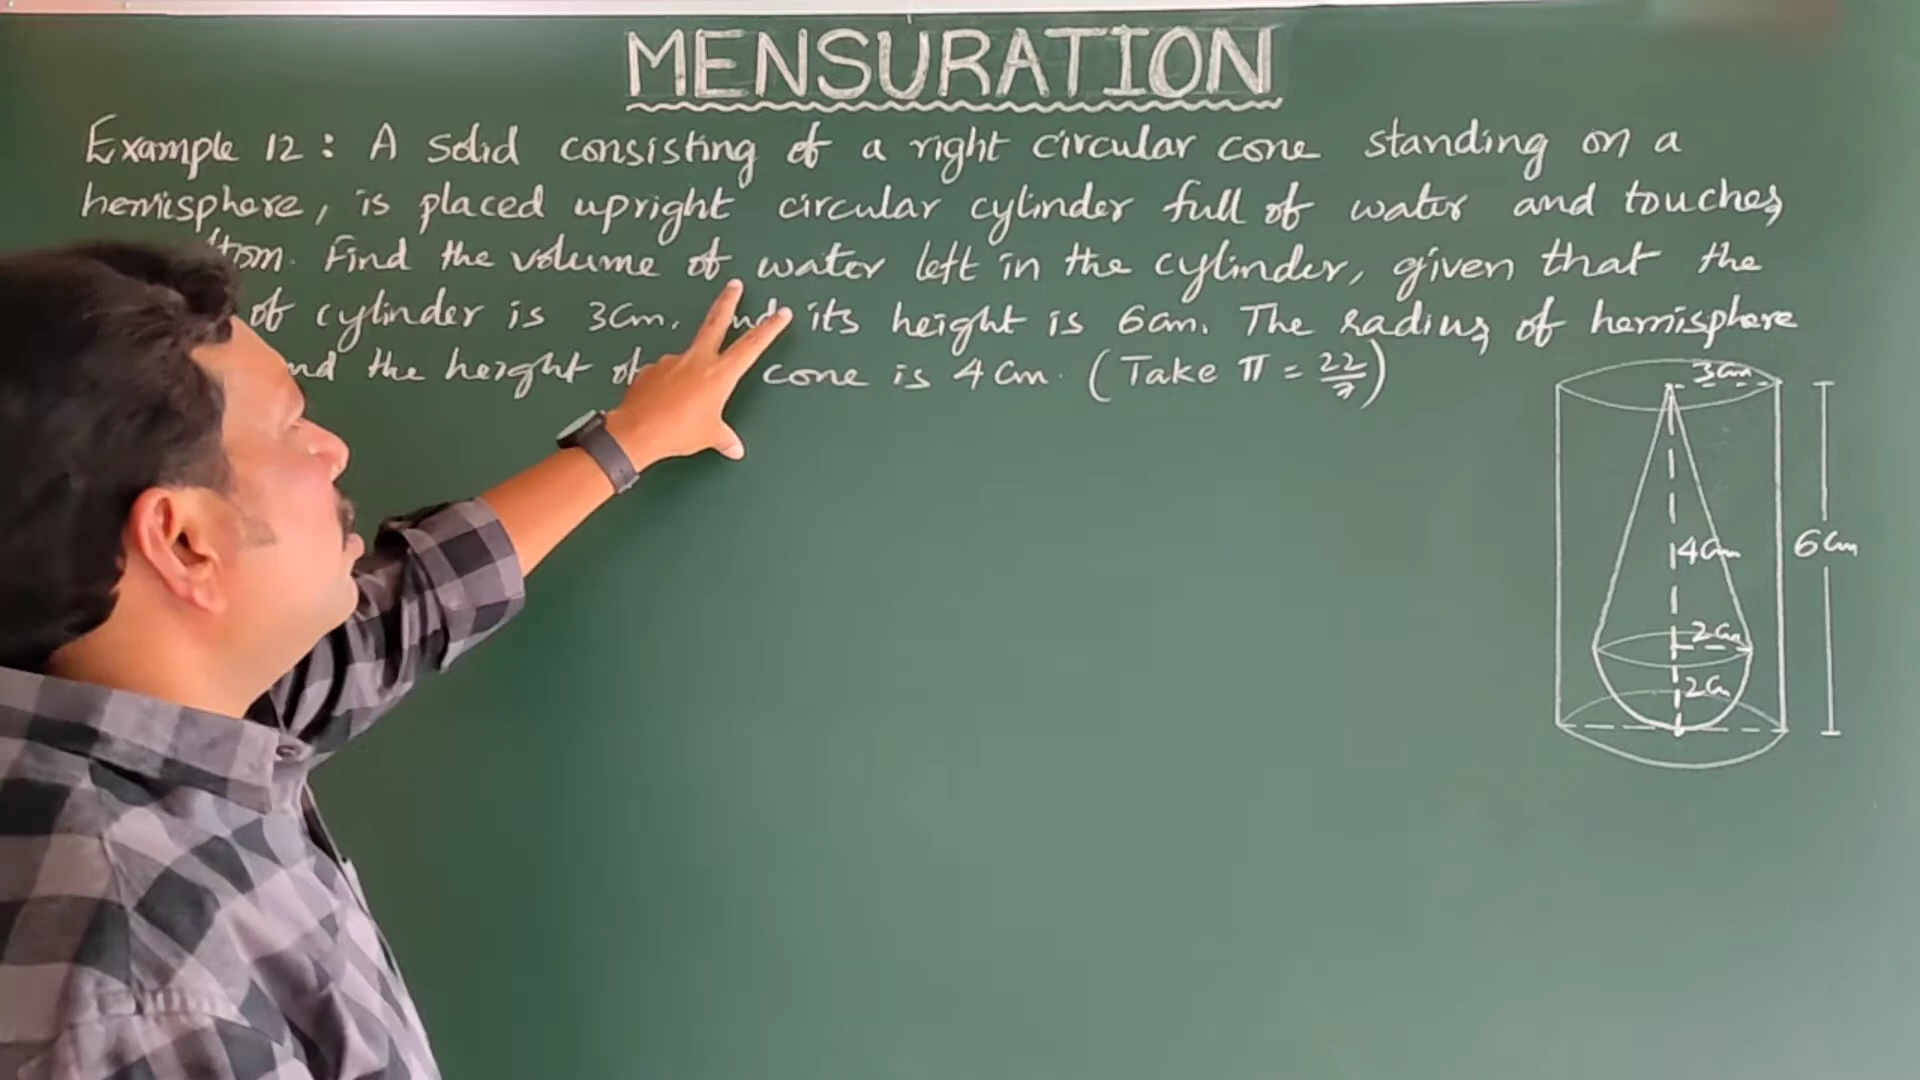 MENSURATION
Example 12 : A solid consisting of a right circular cone standing on a
hemisphere, is placed upright circular cylinder full of water and touches
Find the volume of water left in the cylinder, given that the
of cylinder is 3cm. its height is 6cm. The radius of hemisphere
the height of cone is 4 cm. (Take π = 22/7)
3cm
4cm
6cm
2cm
2cm